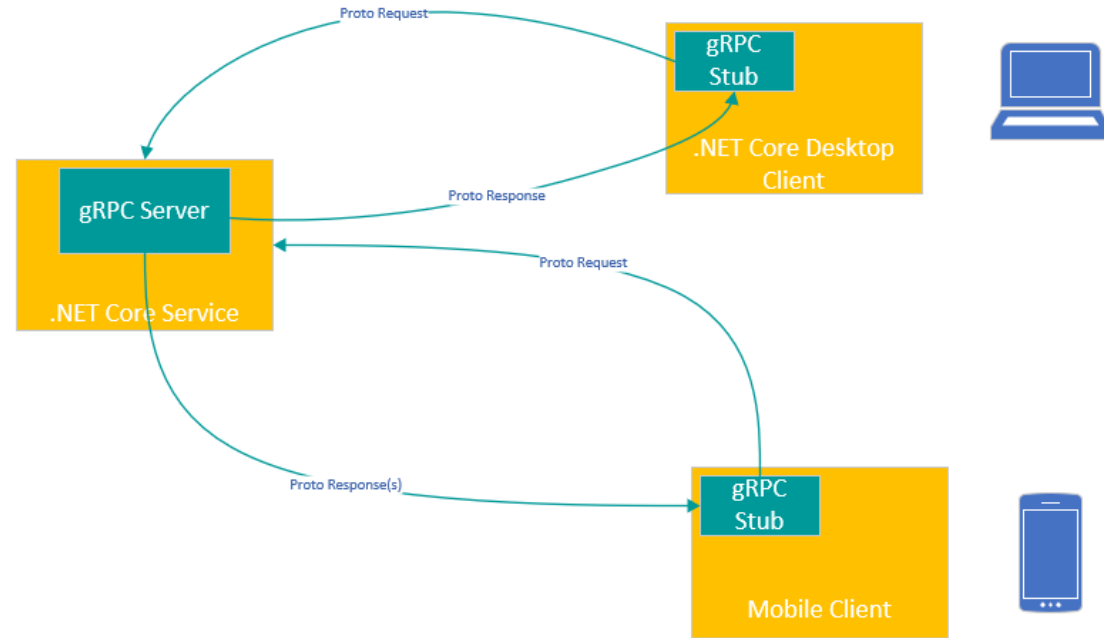 Proto Request
gRPC
Stub
.NET Core Desktop
Client
gRPC Server
.NET Core Service
Proto Response
Proto Request
Proto Response(s)
gRPC
Stub
Mobile Client